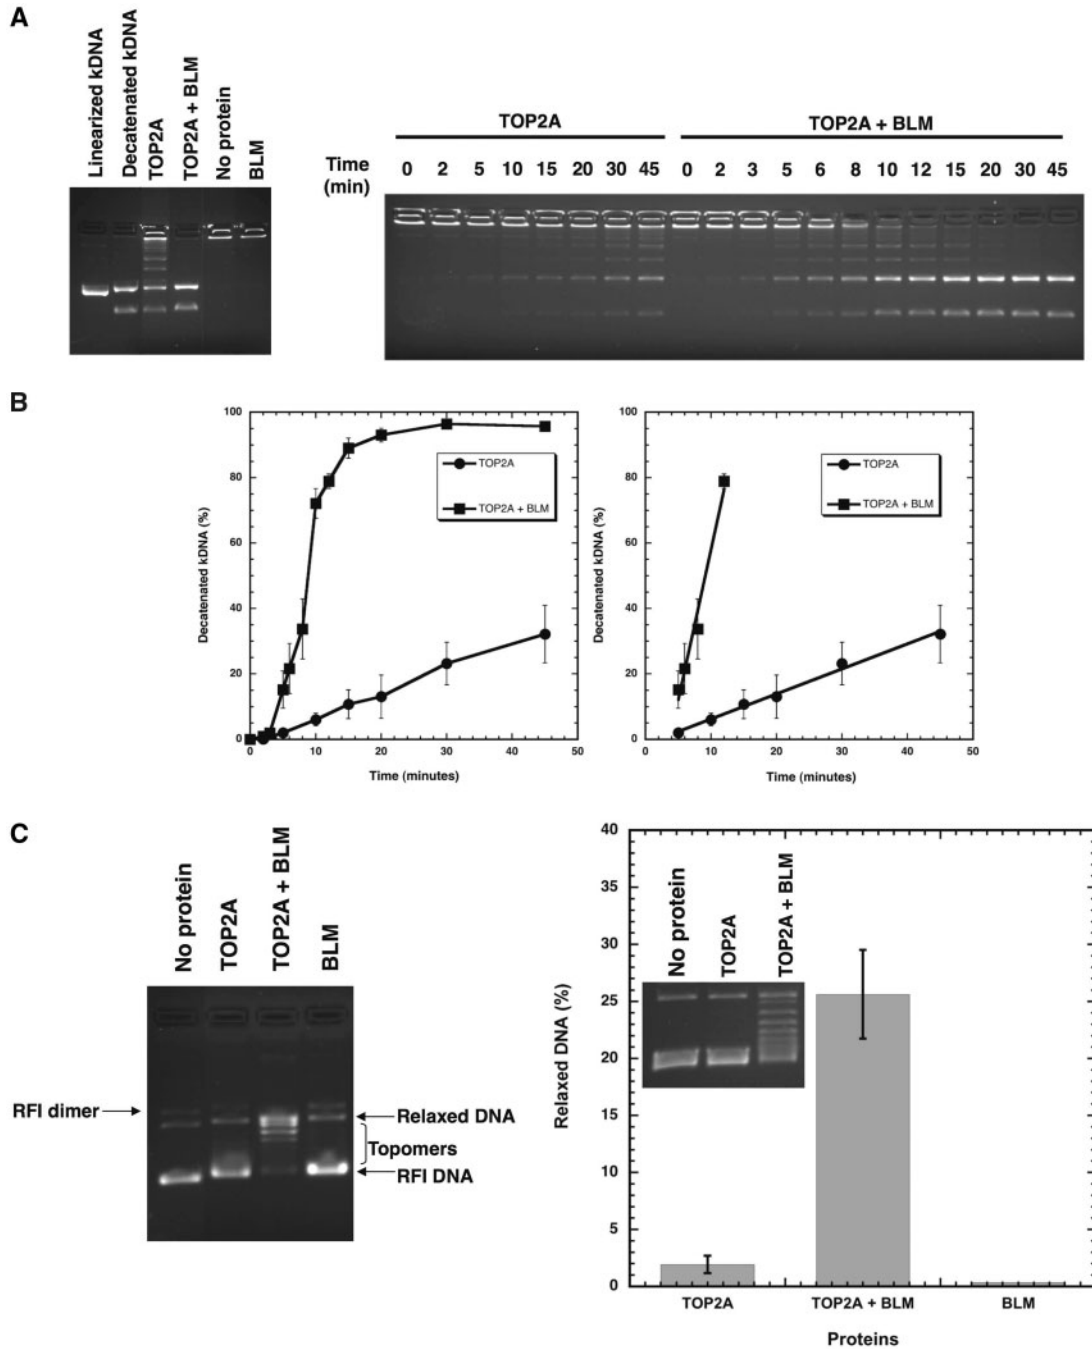 A
Linearized kDNA
Decatenated kDNA
TOP2A
TOP2A + BLM
No protein
BLM
TOP2A
TOP2A + BLM
Time
(min)
0 2 5 10 15 20 30 45 0 2 3 5 6 8 10 12 15 20 30 45
B
100
80
60
40
20
0
Decatenated kDNA (%)
TOP2A
TOP2A + BLM
0 10 20 30 40 50
Time (minutes)
100
80
60
40
20
0
Decatenated kDNA (%)
TOP2A
TOP2A + BLM
0 10 20 30 40 50
Time (minutes)
C
No protein
TOP2A
TOP2A + BLM
BLM
RFI dimer
Relaxed DNA
Topomers
RFI DNA
40
35
30
25
20
15
10
5
0
Relaxed DNA (%)
No protein
TOP2A
TOP2A + BLM
TOP2A TOP2A + BLM BLM
Proteins